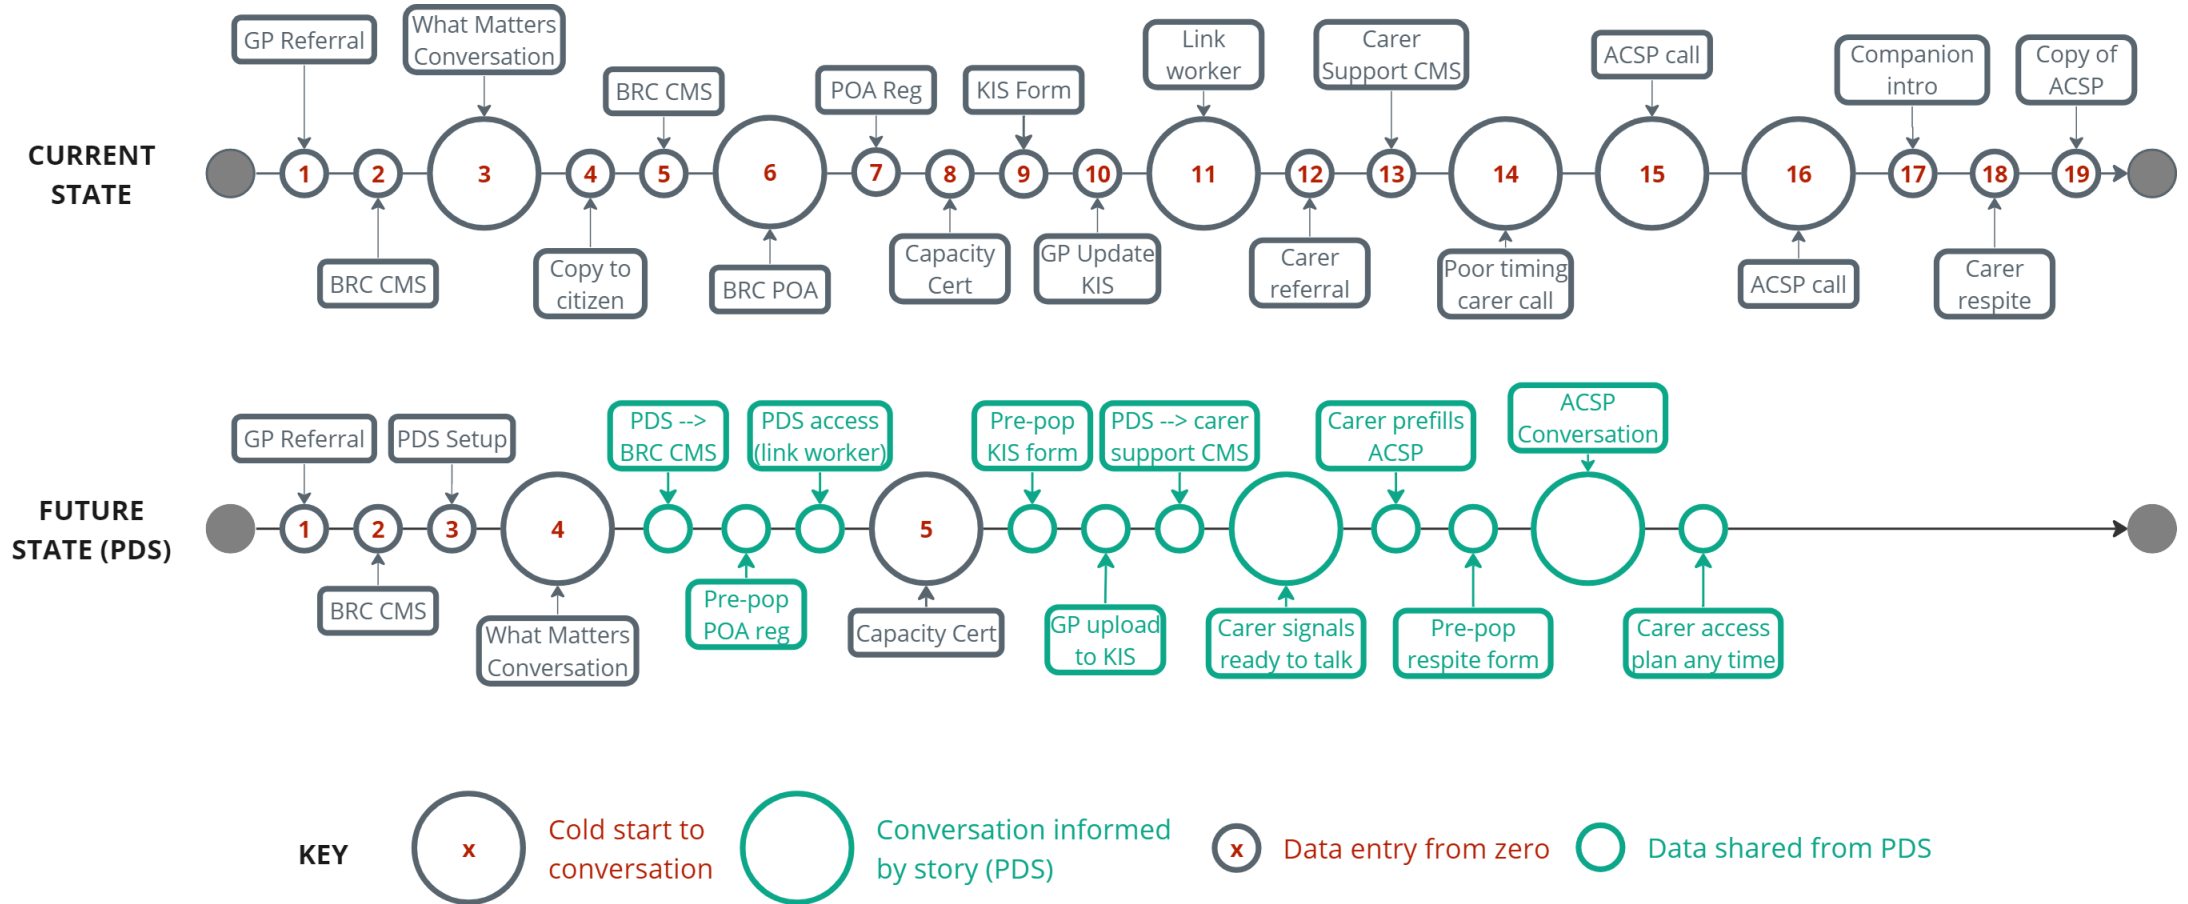 GP Referral
What Matters
Conversation
BRC CMS
POA Reg
KIS Form
Link
worker
Carer
Support CMS
ACSP call
Companion
intro
Copy of
ACSP
CURRENT
STATE
1
2
3
4
5
6
7
8
9
10
11
12
13
14
15
16
17
18
19
BRC CMS
Copy to
citizen
BRC POA
Capacity
Cert
GP Update
KIS
Carer
referral
Poor timing
carer call
ACSP call
Carer
respite
GP Referral
PDS Setup
PDS -->
BRC CMS
PDS access
(link worker)
Pre-pop
KIS form
PDS --> carer
support CMS
Carer prefills
ACSP
ACSP
Conversation
FUTURE
STATE (PDS)
1
2
3
4
5
BRC CMS
What Matters
Conversation
Pre-pop
POA reg
Capacity Cert
GP upload
to KIS
Carer signals
ready to talk
Pre-pop
respite form
Carer access
plan any time
KEY
x
Cold start to
conversation
Conversation informed
by story (PDS)
x
Data entry from zero
Data shared from PDS